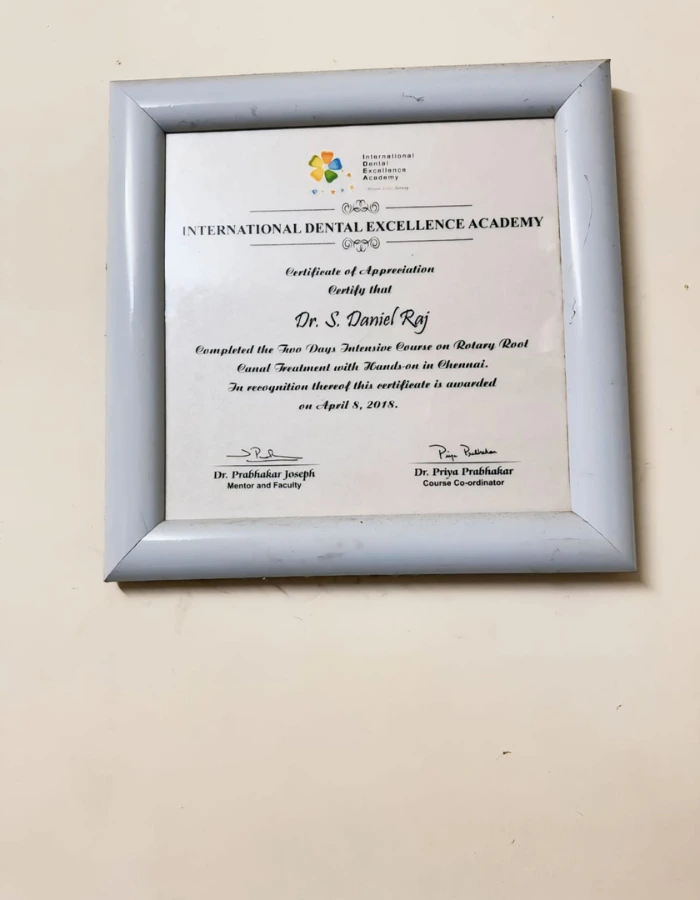 International
Dental
Excellence
Academy
INTERNATIONAL DENTAL EXCELLENCE ACADEMY
Certificate of Appreciation
Certify that
Dr. S. Daniel Raj
Completed the Two Days Intensive Course on Rotary Root
Canal Treatment with Hands-on in Chennai.
In recognition thereof this certificate is awarded
on April 8, 2018.
Priya Prabhakar
Dr. Prabhakar Joseph
Mentor and Faculty
Dr. Priya Prabhakar
Course Co-ordinator